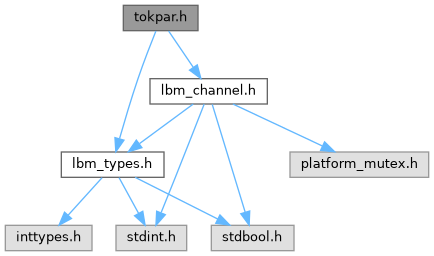 tokpar.h
lbm_channel.h
lbm_types.h
platform_mutex.h
inttypes.h
stdint.h
stdbool.h